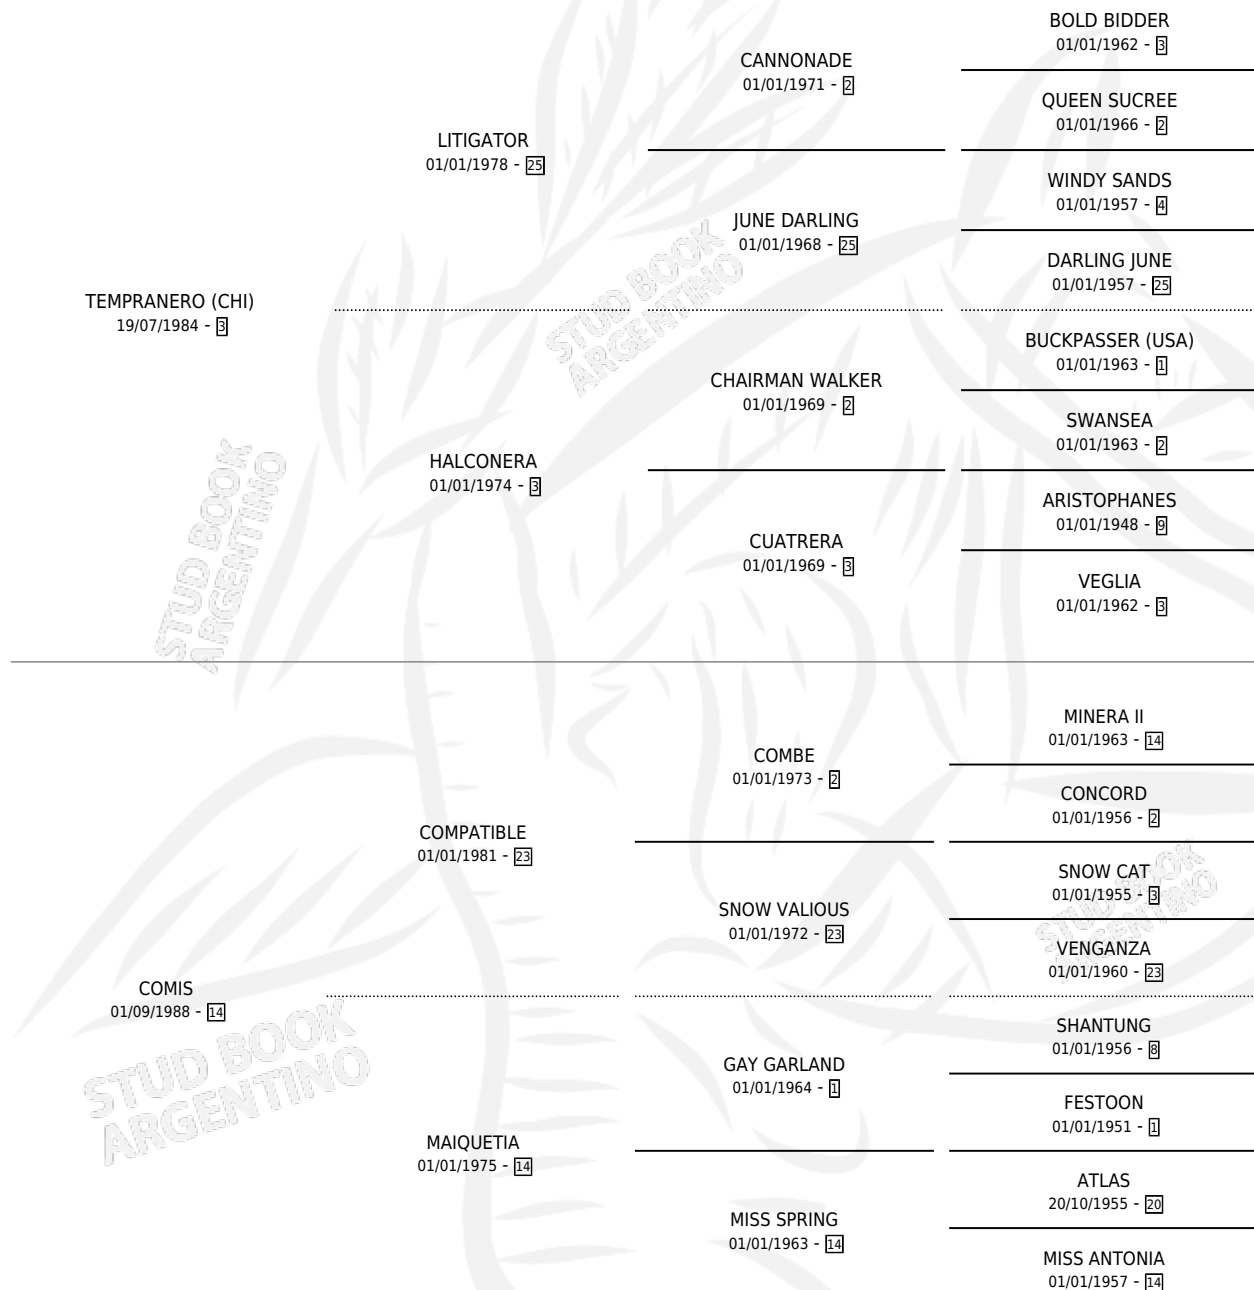 BOLD BIDDER
01/01/1962 - 3
CANNONADE
01/01/1971 - 2
QUEEN SUCREE
01/01/1966 - 2
LITIGATOR
01/01/1978 - 25
WINDY SANDS
01/01/1957 - 4
JUNE DARLING
01/01/1968 - 25
DARLING JUNE
01/01/1957 - 25
TEMPRANERO (CHI)
19/07/1984 - 3
STUD BOOK
ARGENTINO
BUCKPASSER (USA)
01/01/1963 - 1
CHAIRMAN WALKER
01/01/1969 - 2
SWANSEA
01/01/1963 - 2
HALCONERA
01/01/1974 - 3
ARISTOPHANES
01/01/1948 - 9
CUATRERA
01/01/1969 - 3
VEGLIA
01/01/1962 - 3
STUD BOOK
ARGENTINO
MINERA II
01/01/1963 - 14
COMBE
01/01/1973 - 2
CONCORD
01/01/1956 - 2
COMPATIBLE
01/01/1981 - 23
SNOW CAT
01/01/1955 - 3
SNOW VALIOUS
01/01/1972 - 23
VENGANZA
01/01/1960 - 23
STUD BOOK
ARGENTINO
COMIS
01/09/1988 - 14
SHANTUNG
01/01/1956 - 8
GAY GARLAND
01/01/1964 - 1
FESTOON
01/01/1951 - 1
STUD BOOK
ARGENTINO
MAIQUETIA
01/01/1975 - 14
ATLAS
20/10/1955 - 20
MISS SPRING
01/01/1963 - 14
MISS ANTONIA
01/01/1957 - 14